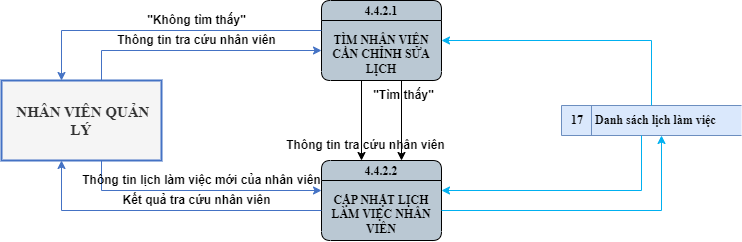 4.4.2.1
"Không tìm thấy"
Thông tin tra cứu nhân viên
TÌM NHÂN VIÊN
CẦN CHỈNH SỬA
LỊCH
"Tìm thấy"
NHÂN VIÊN QUẢN
LÝ
17 Danh sách lịch làm việc
Thông tin tra cứu nhân viên
4.4.2.2
Thông tin lịch làm việc mới của nhân viên
Kết quả tra cứu nhân viên
CẬP NHẬT LỊCH
LÀM VIỆC NHÂN
VIÊN